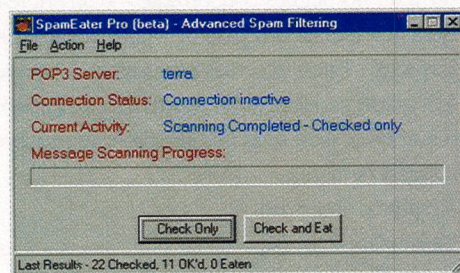 SpamEater Pro (beta) - Advanced Spam Filtering
File Action Help
POP3 Server: terra
Connection Status: Connection inactive
Current Activity: Scanning Completed - Checked only
Message Scanning Progress:
Check Only Check and Eat
Last Results - 22 Checked, 11 OK'd, 0 Eaten